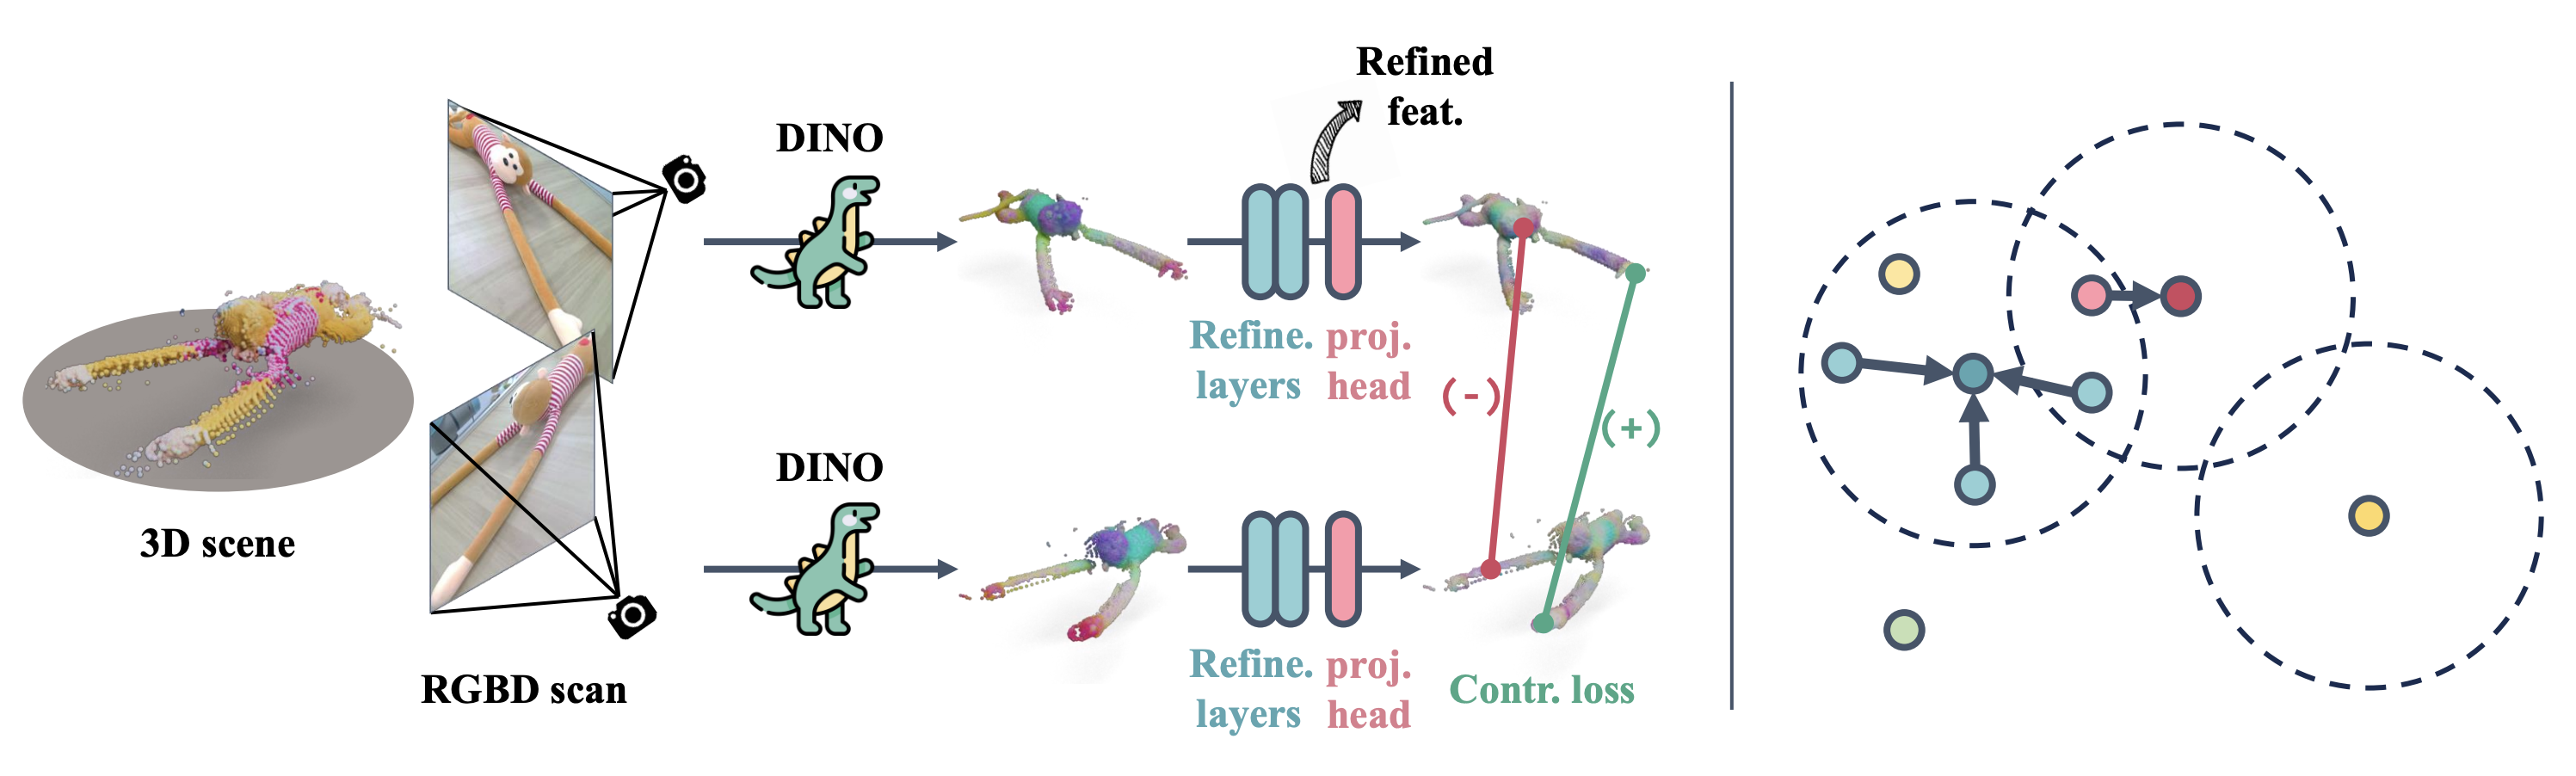 Refined
feat.
DINO
Refine. proj.
layers head
(-)
(+)
DINO
3D scene
RGBD scan
Refine. proj.
layers head
Contr. loss